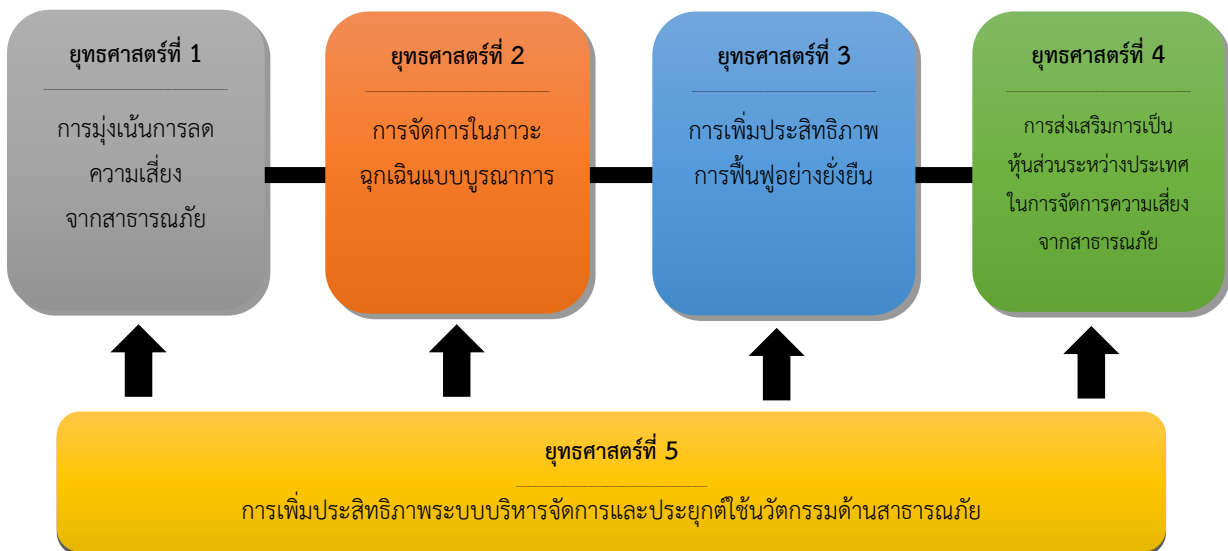 ยุทธศาสตร์ที่ 1
การมุ่งเน้นการลด
ความเสี่ยง
จากสาธารณภัย
ยุทธศาสตร์ที่ 2
การจัดการในภาวะ
ฉุกเฉินแบบบูรณาการ
ยุทธศาสตร์ที่ 3
การเพิ่มประสิทธิภาพ
การฟื้นฟูอย่างยั่งยืน
ยุทธศาสตร์ที่ 4
การส่งเสริมการเป็น
หุ้นส่วนระหว่างประเทศ
ในการจัดการความเสี่ยง
จากสาธารณภัย
ยุทธศาสตร์ที่ 5
การเพิ่มประสิทธิภาพระบบบริหารจัดการและประยุกต์ใช้นวัตกรรมด้านสาธารณภัย